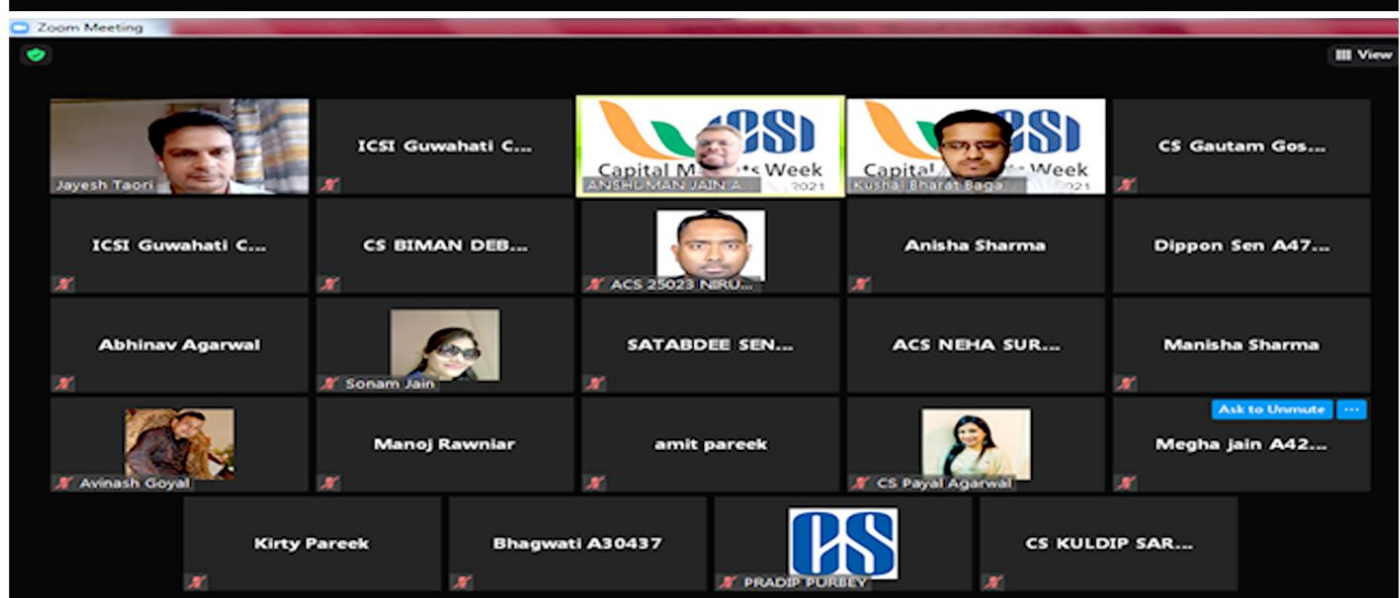 Zoom Meeting
View
Jayesh Taori
ICSI Guwahati C...
ICSI
Capital M ts Week
2021
ANSHUMAN JAIN A...
ICSI
Capital Week
2021
Kushal Bharat Baga...
CS Gautam Gos...
ICSI Guwahati C...
CS BIMAN DEB...
ACS 25023 NIRU...
Anisha Sharma
Dippon Sen A47...
Abhinav Agarwal
Sonam Jain
SATABDEE SEN...
ACS NEHA SUR...
Manisha Sharma
Avinash Goyal
Manoj Rawniar
amit pareek
CS Payal Agarwal
Ask to Unmute ...
Megha jain A42...
Kirty Pareek
Bhagwati A30437
CS
PRADIP PURBEY
CS KULDIP SAR...